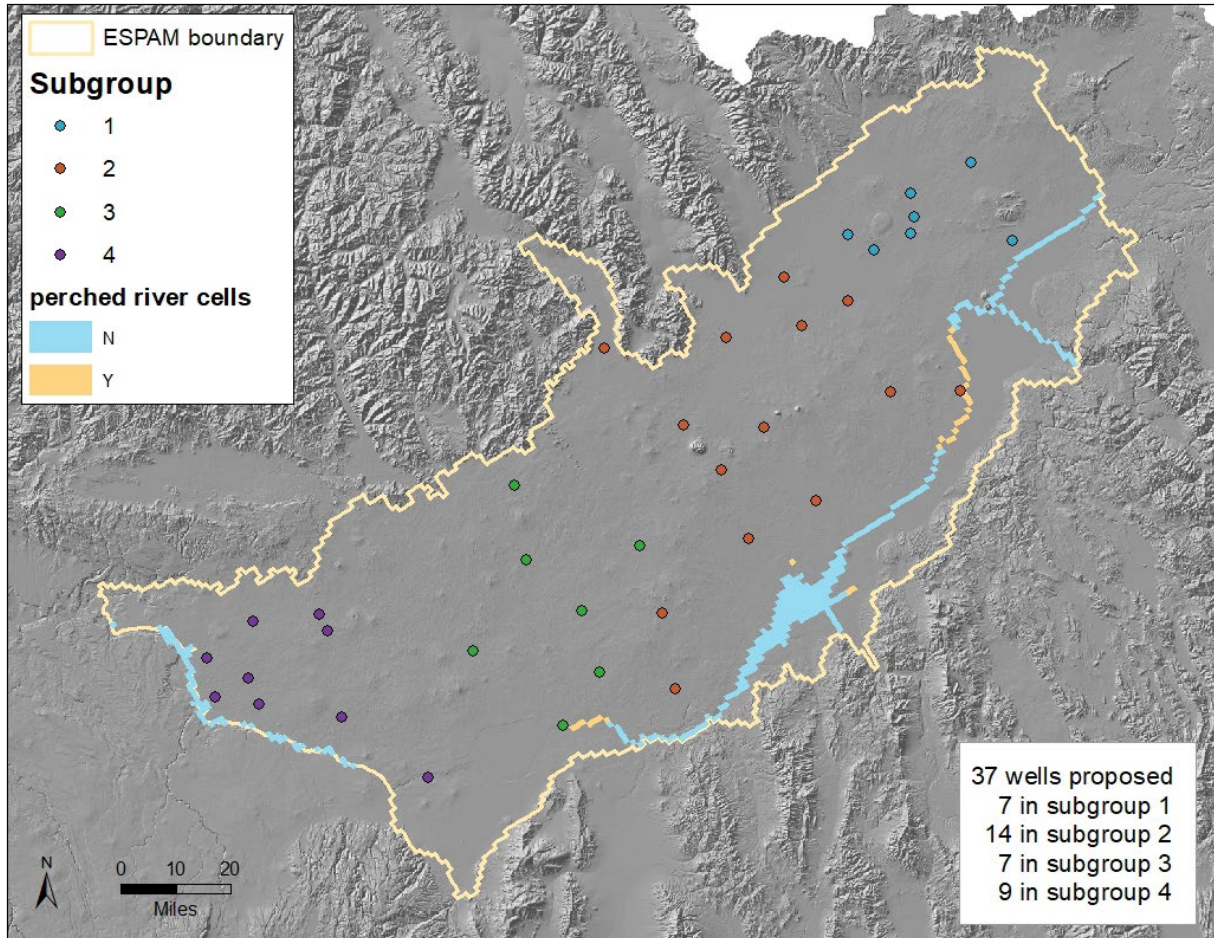 ESPAM boundary
Subgroup
1
2
3
4
perched river cells
N
Y
N
0 10 20
Miles
37 wells proposed
7 in subgroup 1
14 in subgroup 2
7 in subgroup 3
9 in subgroup 4